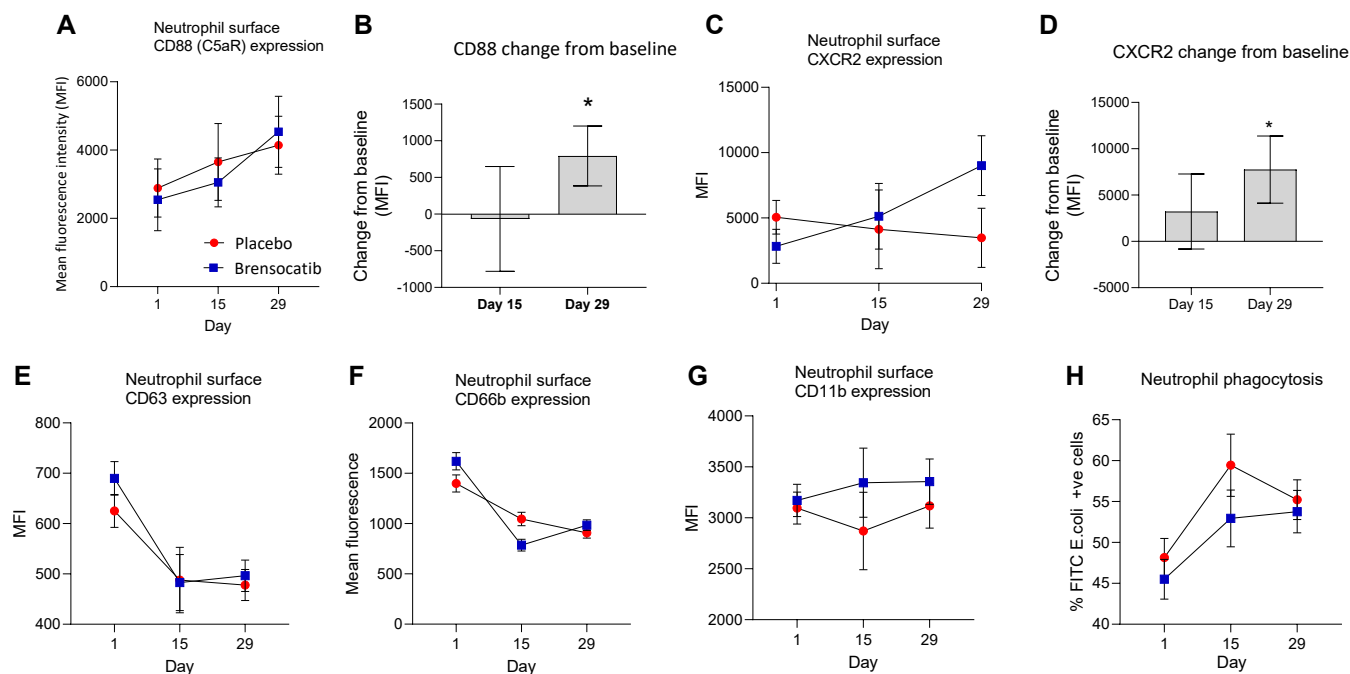 A
Neutrophil surface
CD88 (C5aR) expression
Mean fluorescence intensity (MFI)
6000
4000
2000
0
Placebo
Brensocatib
1
15
29
Day
B
CD88 change from baseline
Change from baseline
(MFI)
1500
1000
500
0
-500
-1000
*
Day 15
Day 29
C
Neutrophil surface
CXCR2 expression
MFI
15000
10000
5000
0
1
15
29
Day
D
CXCR2 change from baseline
Change from baseline
(MFI)
15000
10000
5000
0
-5000
*
Day 15
Day 29
E
Neutrophil surface
CD63 expression
MFI
800
700
600
500
400
1
15
29
Day
F
Neutrophil surface
CD66b expression
Mean fluorescence
2000
1500
1000
500
0
1
15
29
Day
G
Neutrophil surface
CD11b expression
MFI
4000
3500
3000
2500
2000
1
15
29
Day
H
Neutrophil phagocytosis
% FITC E.coli +ve cells
65
60
55
50
45
40
1
15
29
Day